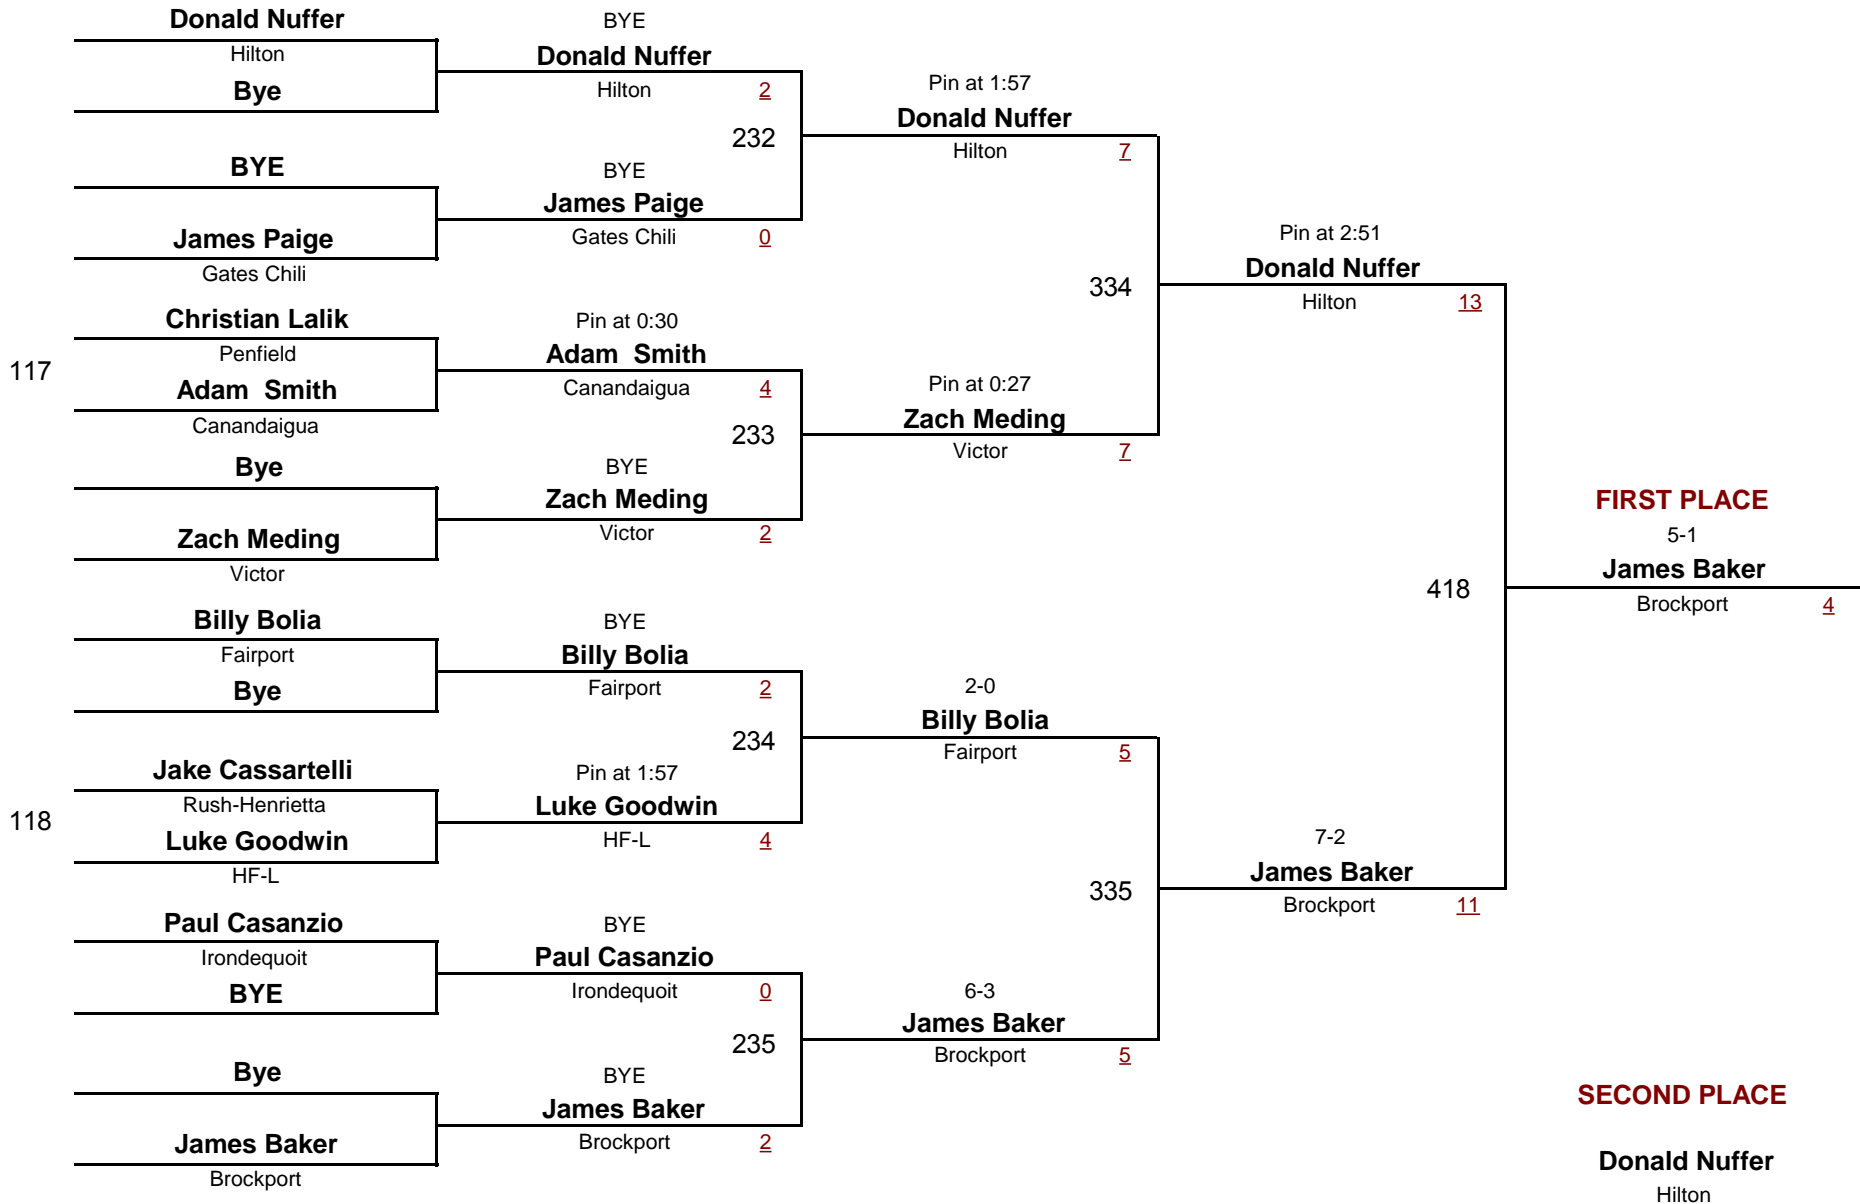 Donald Nuffer
Hilton
Bye
BYE
James Paige
Gates Chili
117
Christian Lalik
Penfield
Adam  Smith
Canandaigua
Bye
Zach Meding
Victor
Billy Bolia
Fairport
Bye
118
Jake Cassartelli
Rush-Henrietta
Luke Goodwin
HF-L
Paul Casanzio
Irondequoit
BYE
Bye
James Baker
Brockport
BYE
Donald Nuffer
Hilton 2
232
BYE
James Paige
Gates Chili 0
Pin at 0:30
Adam  Smith
Canandaigua 4
233
BYE
Zach Meding
Victor 2
BYE
Billy Bolia
Fairport 2
234
Pin at 1:57
Luke Goodwin
HF-L 4
BYE
Paul Casanzio
Irondequoit 0
235
BYE
James Baker
Brockport 2
Pin at 1:57
Donald Nuffer
Hilton 7
334
Pin at 0:27
Zach Meding
Victor 7
2-0
Billy Bolia
Fairport 5
335
6-3
James Baker
Brockport 5
Pin at 2:51
Donald Nuffer
Hilton 13
418
7-2
James Baker
Brockport 11
FIRST PLACE
5-1
James Baker
Brockport 4
SECOND PLACE
Donald Nuffer
Hilton